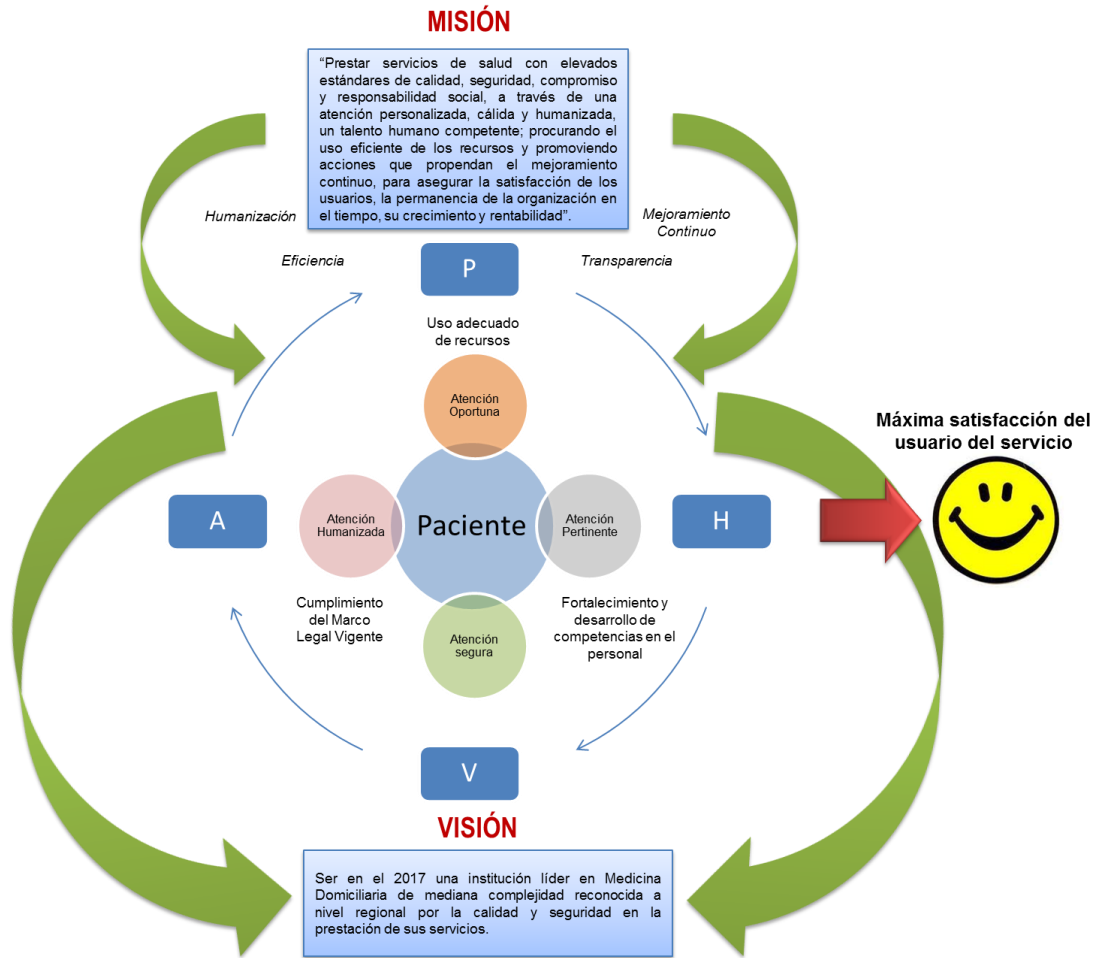 MISIÓN
“Prestar servicios de salud con elevados
estándares de calidad, seguridad, compromiso
y responsabilidad social, a través de una
atención personalizada, cálida y humanizada,
un talento humano competente; procurando el
uso eficiente de los recursos y promoviendo
acciones que propendan el mejoramiento
continuo, para asegurar la satisfacción de los
usuarios, la permanencia de la organización en
el tiempo, su crecimiento y rentabilidad”.
Humanización
Mejoramiento
Continuo
Eficiencia
P
Transparencia
Uso adecuado
de recursos
Atención
Oportuna
Máxima satisfacción del
usuario del servicio
A
Atención
Humanizada
Paciente
Atención
Pertinente
H
Cumplimiento
del Marco
Legal Vigente
Atención
segura
Fortalecimiento y
desarrollo de
competencias en el
personal
V
VISIÓN
Ser en el 2017 una institución líder en Medicina
Domiciliaria de mediana complejidad reconocida a
nivel regional por la calidad y seguridad en la
prestación de sus servicios.